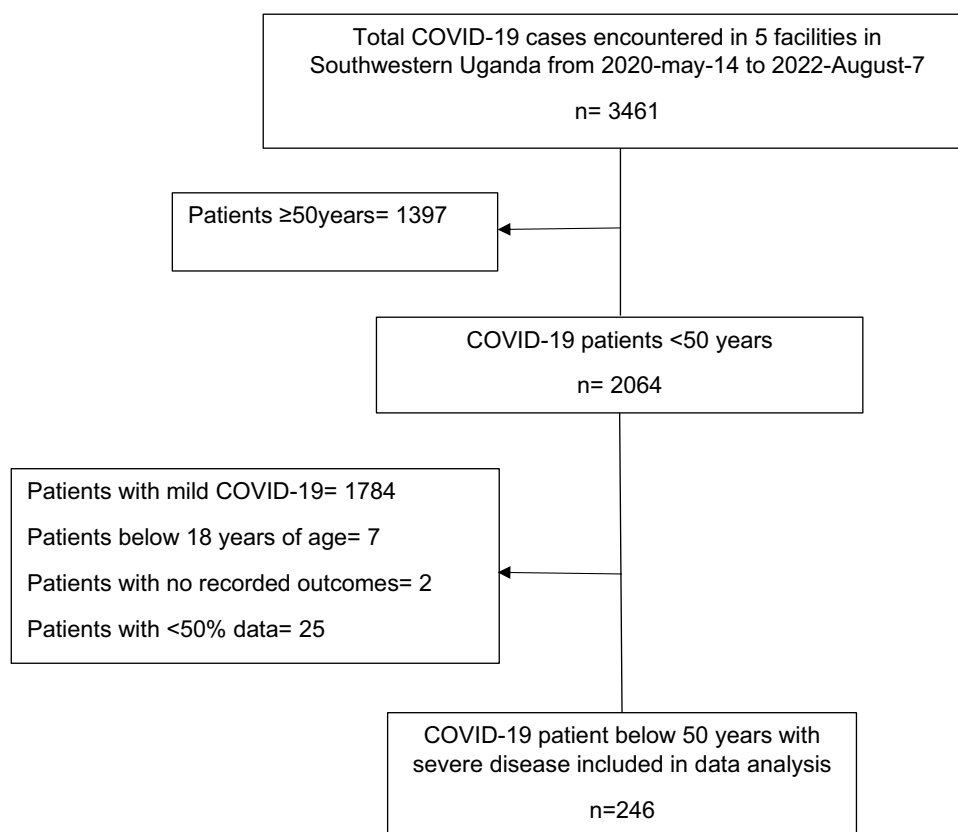 Total COVID-19 cases encountered in 5 facilities in
Southwestern Uganda from 2020-may-14 to 2022-August-7
n= 3461
Patients ≥50years= 1397
COVID-19 patients <50 years
n= 2064
Patients with mild COVID-19= 1784
Patients below 18 years of age= 7
Patients with no recorded outcomes= 2
Patients with <50% data= 25
COVID-19 patient below 50 years with
severe disease included in data analysis
n=246